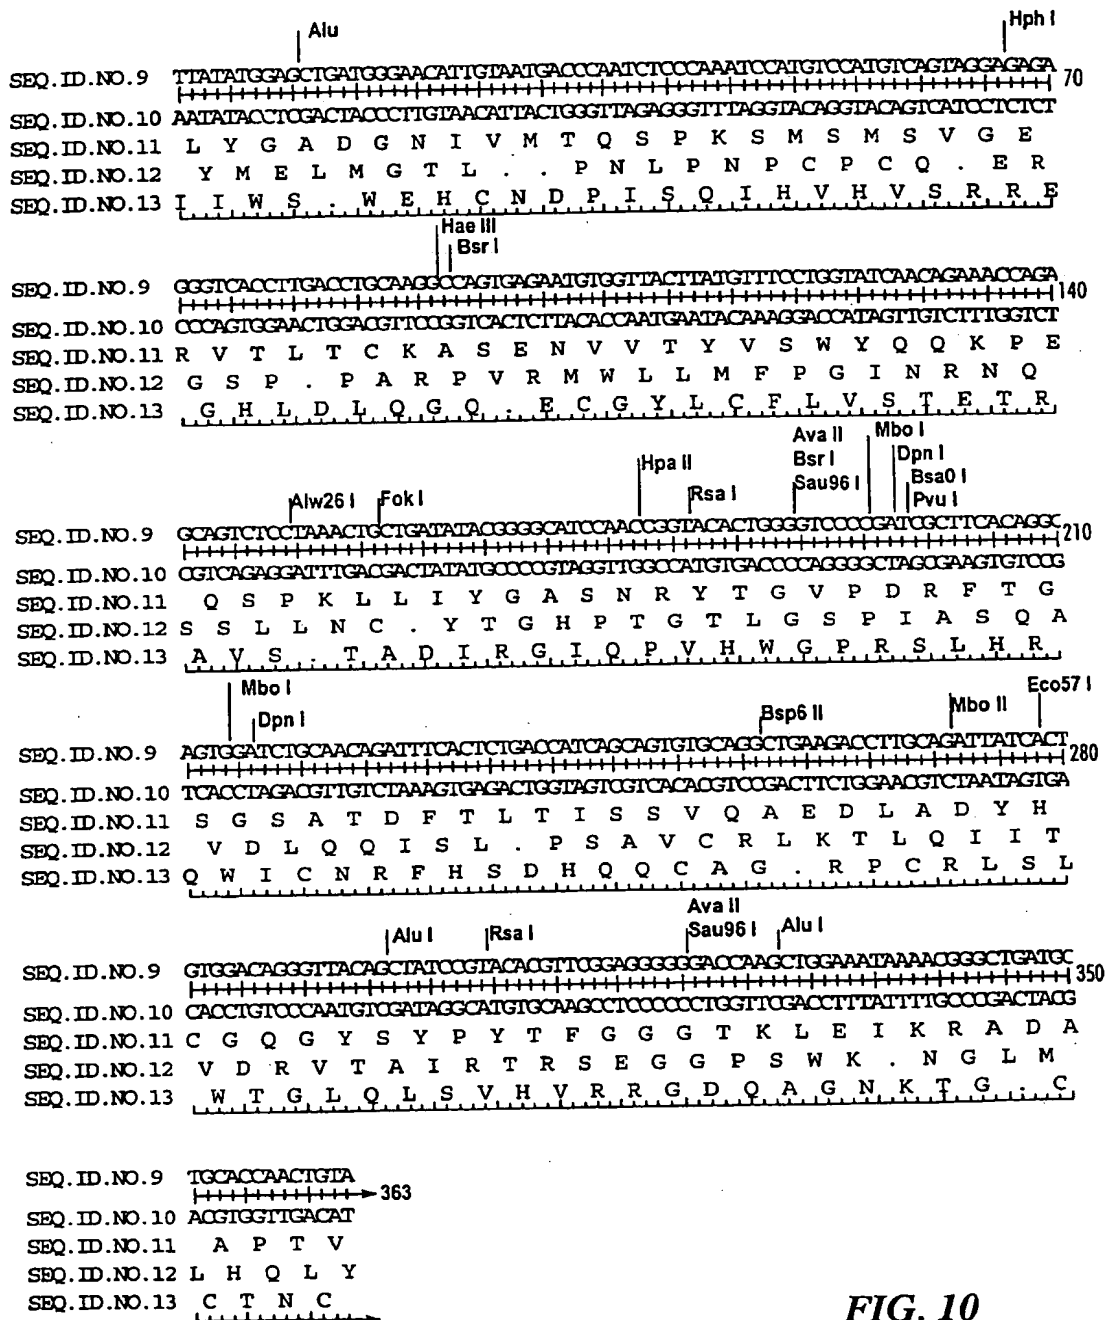 Alu
Hph I
SEQ.ID.NO.9 TTATATGGAGCTGATGGGAACATTGTAATGACCCAATCTCCCAAATCCATGTCCATGTCAGTAGGAGAGA 70
SEQ.ID.NO.10 AATATACCTCGACTACCCTTGTAACATTACTGGGTTAGAGGGTTTAGGTACAGGTACAGTCATCCTCTCT
SEQ.ID.NO.11 L Y G A D G N I V M T Q S P K S M S M S V G E
SEQ.ID.NO.12 Y M E L M G T L . . P N L P N P C P C Q . E R
SEQ.ID.NO.13 I I W S . W E H C N D P I S Q I H V H V S R R E
Hae III
Bsr I
SEQ.ID.NO.9 GGGTCACCTTGACCTGCAAGGCCAGTGAGAATGTGGTTACTTATGTTTCCTGGTATCAACAGAAACCAGA 140
SEQ.ID.NO.10 CCCAGTGGAACTGGACGTTCCGGTCACTCTTACACCAATGAATACAAAGGACCATAGTTGTCTTTGGTCT
SEQ.ID.NO.11 R V T L T C K A S E N V V T Y V S W Y Q Q K P E
SEQ.ID.NO.12 G S P . P A R P V R M W L L M F P G I N R N Q
SEQ.ID.NO.13 G H L D L Q G Q . E C G Y L C F L V S T E T R
Alw26 I
Fok I
Hpa II
Rsa I
Ava II
Bsr I
Sau96 I
Mbo I
Dpn I
Bsa0 I
Pvu I
SEQ.ID.NO.9 GCAGTCTCCTAAACTGCTGATATACGGGGCATCCAACCGGTACACTGGGGTCCCCGATCGCTTCACAGGC 210
SEQ.ID.NO.10 CGTCAGAGGATTTGACGACTATATGCCCCGTAGGTTGGCCATGTGACCCCAGGGGCTAGCGAAGTGTCCG
SEQ.ID.NO.11 Q S P K L L I Y G A S N R Y T G V P D R F T G
SEQ.ID.NO.12 S S L L N C . Y T G H P T G T L G S P I A S Q A
SEQ.ID.NO.13 A V S . T A D I R G I Q P V H W G P R S L H R
Mbo I
Dpn I
Bsp6 II
Mbo II
Eco57 I
SEQ.ID.NO.9 AGTGGATCTGCAACAGATTTCACTCTGACCATCAGCAGTGTGCAGGCTGAAGACCTTGCAGATTATCACT 280
SEQ.ID.NO.10 TCACCTAGACGTTGTCTAAAGTGAGACTGGTAGTCGTCACACGTCCGACTTCTGGAACGTCTAATAGTGA
SEQ.ID.NO.11 S G S A T D F T L T I S S V Q A E D L A D Y H
SEQ.ID.NO.12 V D L Q Q I S L . P S A V C R L K T L Q I I T
SEQ.ID.NO.13 Q W I C N R F H S D H Q Q C A G . R P C R L S L
Alu I
Rsa I
Ava II
Sau96 I
Alu I
SEQ.ID.NO.9 GTGGACAGGGTTACAGCTATCCGTACACGTTCGGAGGGGGGACCAAGCTGGAAATAAAACGGGCTGATGC 350
SEQ.ID.NO.10 CACCTGTCCCAATGTCGATAGGCATGTGCAAGCCTCCCCCCTGGTTCGACCTTTATTTTGCCCGACTACG
SEQ.ID.NO.11 C G Q G Y S Y P Y T F G G G T K L E I K R A D A
SEQ.ID.NO.12 V D R V T A I R T R S E G G P S W K . N G L M
SEQ.ID.NO.13 W T G L Q L S V H V R R G D Q A G N K T G . C
SEQ.ID.NO.9 TGCACCAACTGTA
363
SEQ.ID.NO.10 ACGTGGTTGACAT
SEQ.ID.NO.11 A P T V
SEQ.ID.NO.12 L H Q L Y
SEQ.ID.NO.13 C T N C
FIG. 10